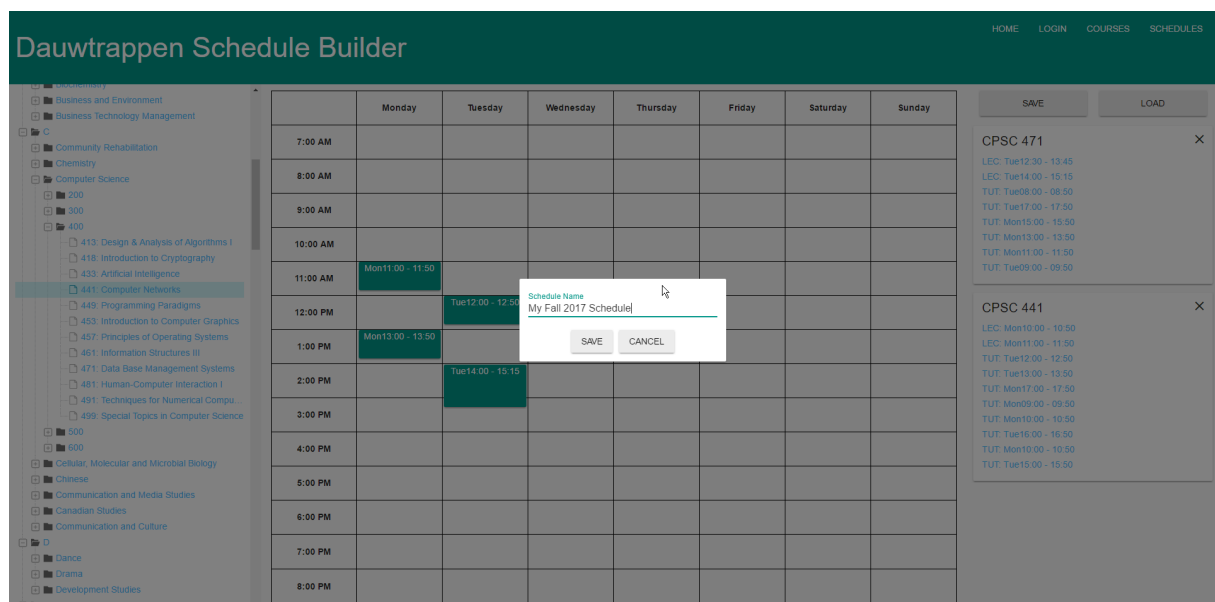 Dauwtrappen Schedule Builder
HOME LOGIN COURSES SCHEDULES
Biochemistry
Business and Environment
Business Technology Management
C
Community Rehabilitation
Chemistry
Computer Science
200
300
400
413: Design & Analysis of Algorithms I
418: Introduction to Cryptography
433: Artificial Intelligence
441: Computer Networks
449: Programming Paradigms
453: Introduction to Computer Graphics
457: Principles of Operating Systems
461: Information Structures III
471: Data Base Management Systems
481: Human-Computer Interaction I
491: Techniques for Numerical Compu...
499: Special Topics in Computer Science
500
600
Cellular, Molecular and Microbial Biology
Chinese
Communication and Media Studies
Canadian Studies
Communication and Culture
D
Dance
Drama
Development Studies
Monday Tuesday Wednesday Thursday Friday Saturday Sunday
7:00 AM
8:00 AM
9:00 AM
10:00 AM
11:00 AM
Mon11:00 - 11:50
12:00 PM
Tue12:00 - 12:50
1:00 PM
Mon13:00 - 13:50
2:00 PM
Tue14:00 - 15:15
3:00 PM
4:00 PM
5:00 PM
6:00 PM
7:00 PM
8:00 PM
Schedule Name
My Fall 2017 Schedule
SAVE CANCEL
SAVE LOAD
CPSC 471
LEC: Tue12:30 - 13:45
LEC: Tue14:00 - 15:15
TUT: Tue08:00 - 08:50
TUT: Tue17:00 - 17:50
TUT: Mon15:00 - 15:50
TUT: Mon13:00 - 13:50
TUT: Mon11:00 - 11:50
TUT: Tue09:00 - 09:50
CPSC 441
LEC: Mon10:00 - 10:50
LEC: Mon11:00 - 11:50
TUT: Tue12:00 - 12:50
TUT: Tue13:00 - 13:50
TUT: Mon17:00 - 17:50
TUT: Mon09:00 - 09:50
TUT: Mon10:00 - 10:50
TUT: Tue16:00 - 16:50
TUT: Mon10:00 - 10:50
TUT: Tue15:00 - 15:50